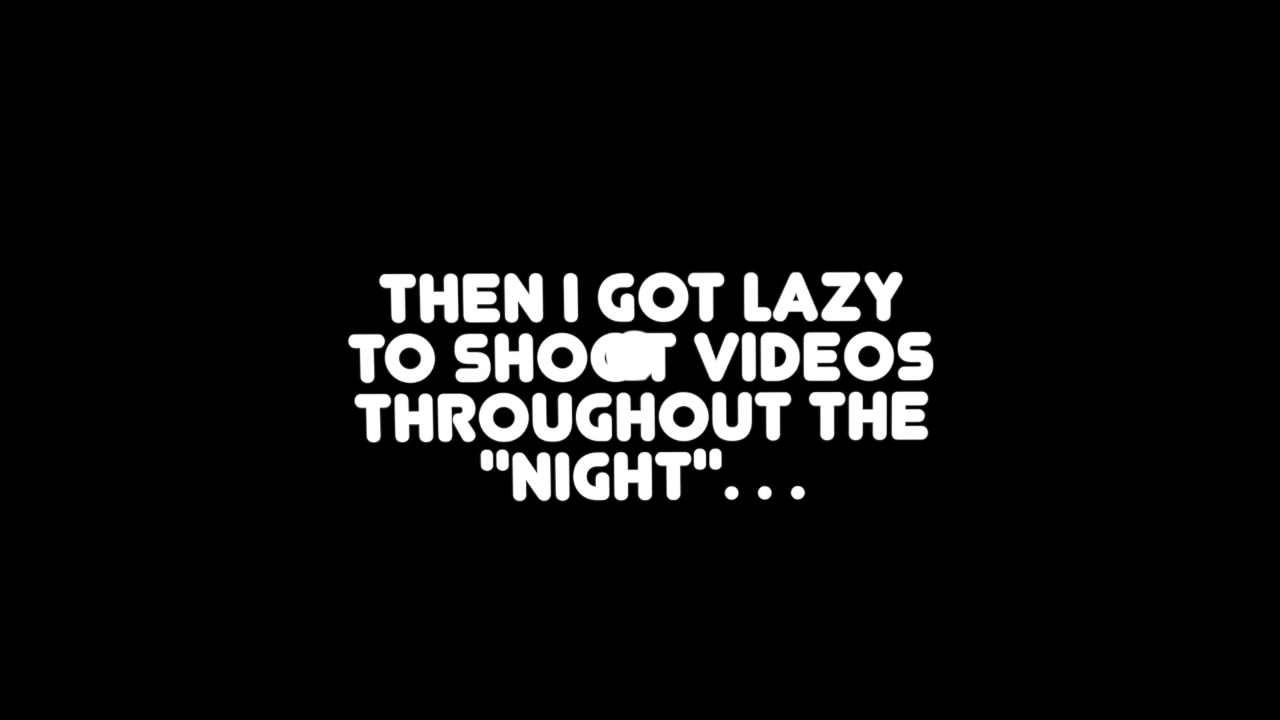 THEN I GOT LAZY
TO SHOOT VIDEOS
THROUGHOUT THE
"NIGHT"...